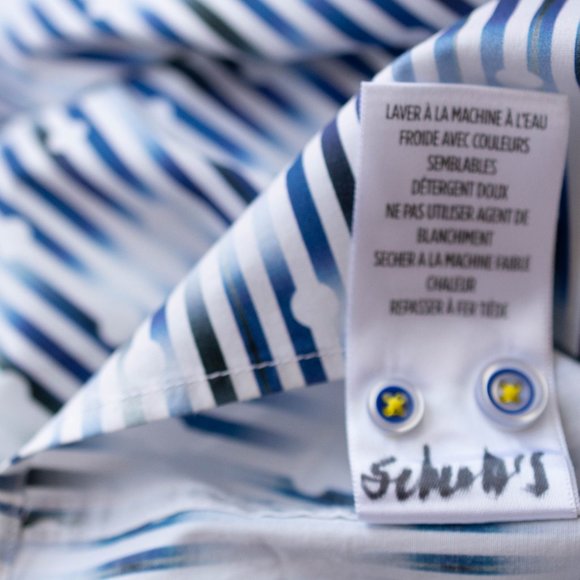 LAVER À LA MACHINE À L'EAU
FROIDE AVEC COULEURS
SEMBLABLES
DÉTERGENT DOUX
NE PAS UTILISER AGENT DE
BLANCHIMENT
SECHER A LA MACHINE FAIBLE
CHALEUR
REPASSER À FER TIÈDE